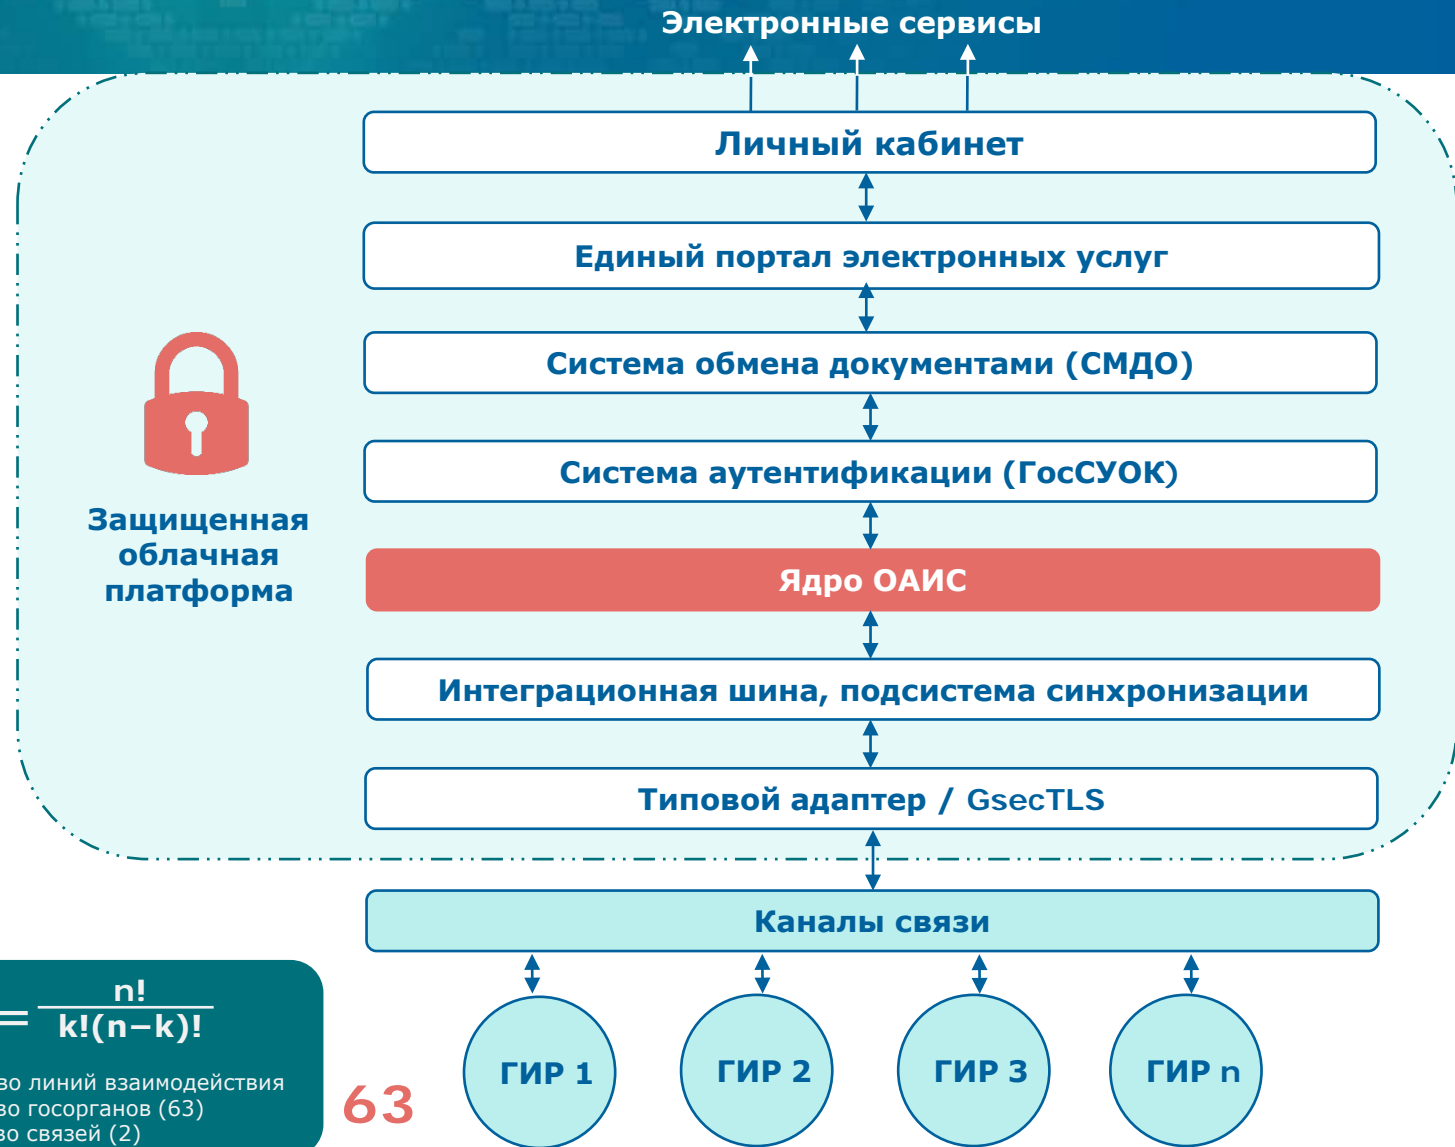 Электронные сервисы
Личный кабинет
Единый портал электронных услуг
Система обмена документами (СМДО)
Система аутентификации (ГосСУОК)
Защищенная
облачная
платформа
Ядро ОАИС
Интеграционная шина, подсистема синхронизации
Типовой адаптер / GsecTLS
Каналы связи
= n!
k!(n−k)!
во линий взаимодействия
во госорганов (63)
во связей (2)
63
ГИР 1
ГИР 2
ГИР 3
ГИР n